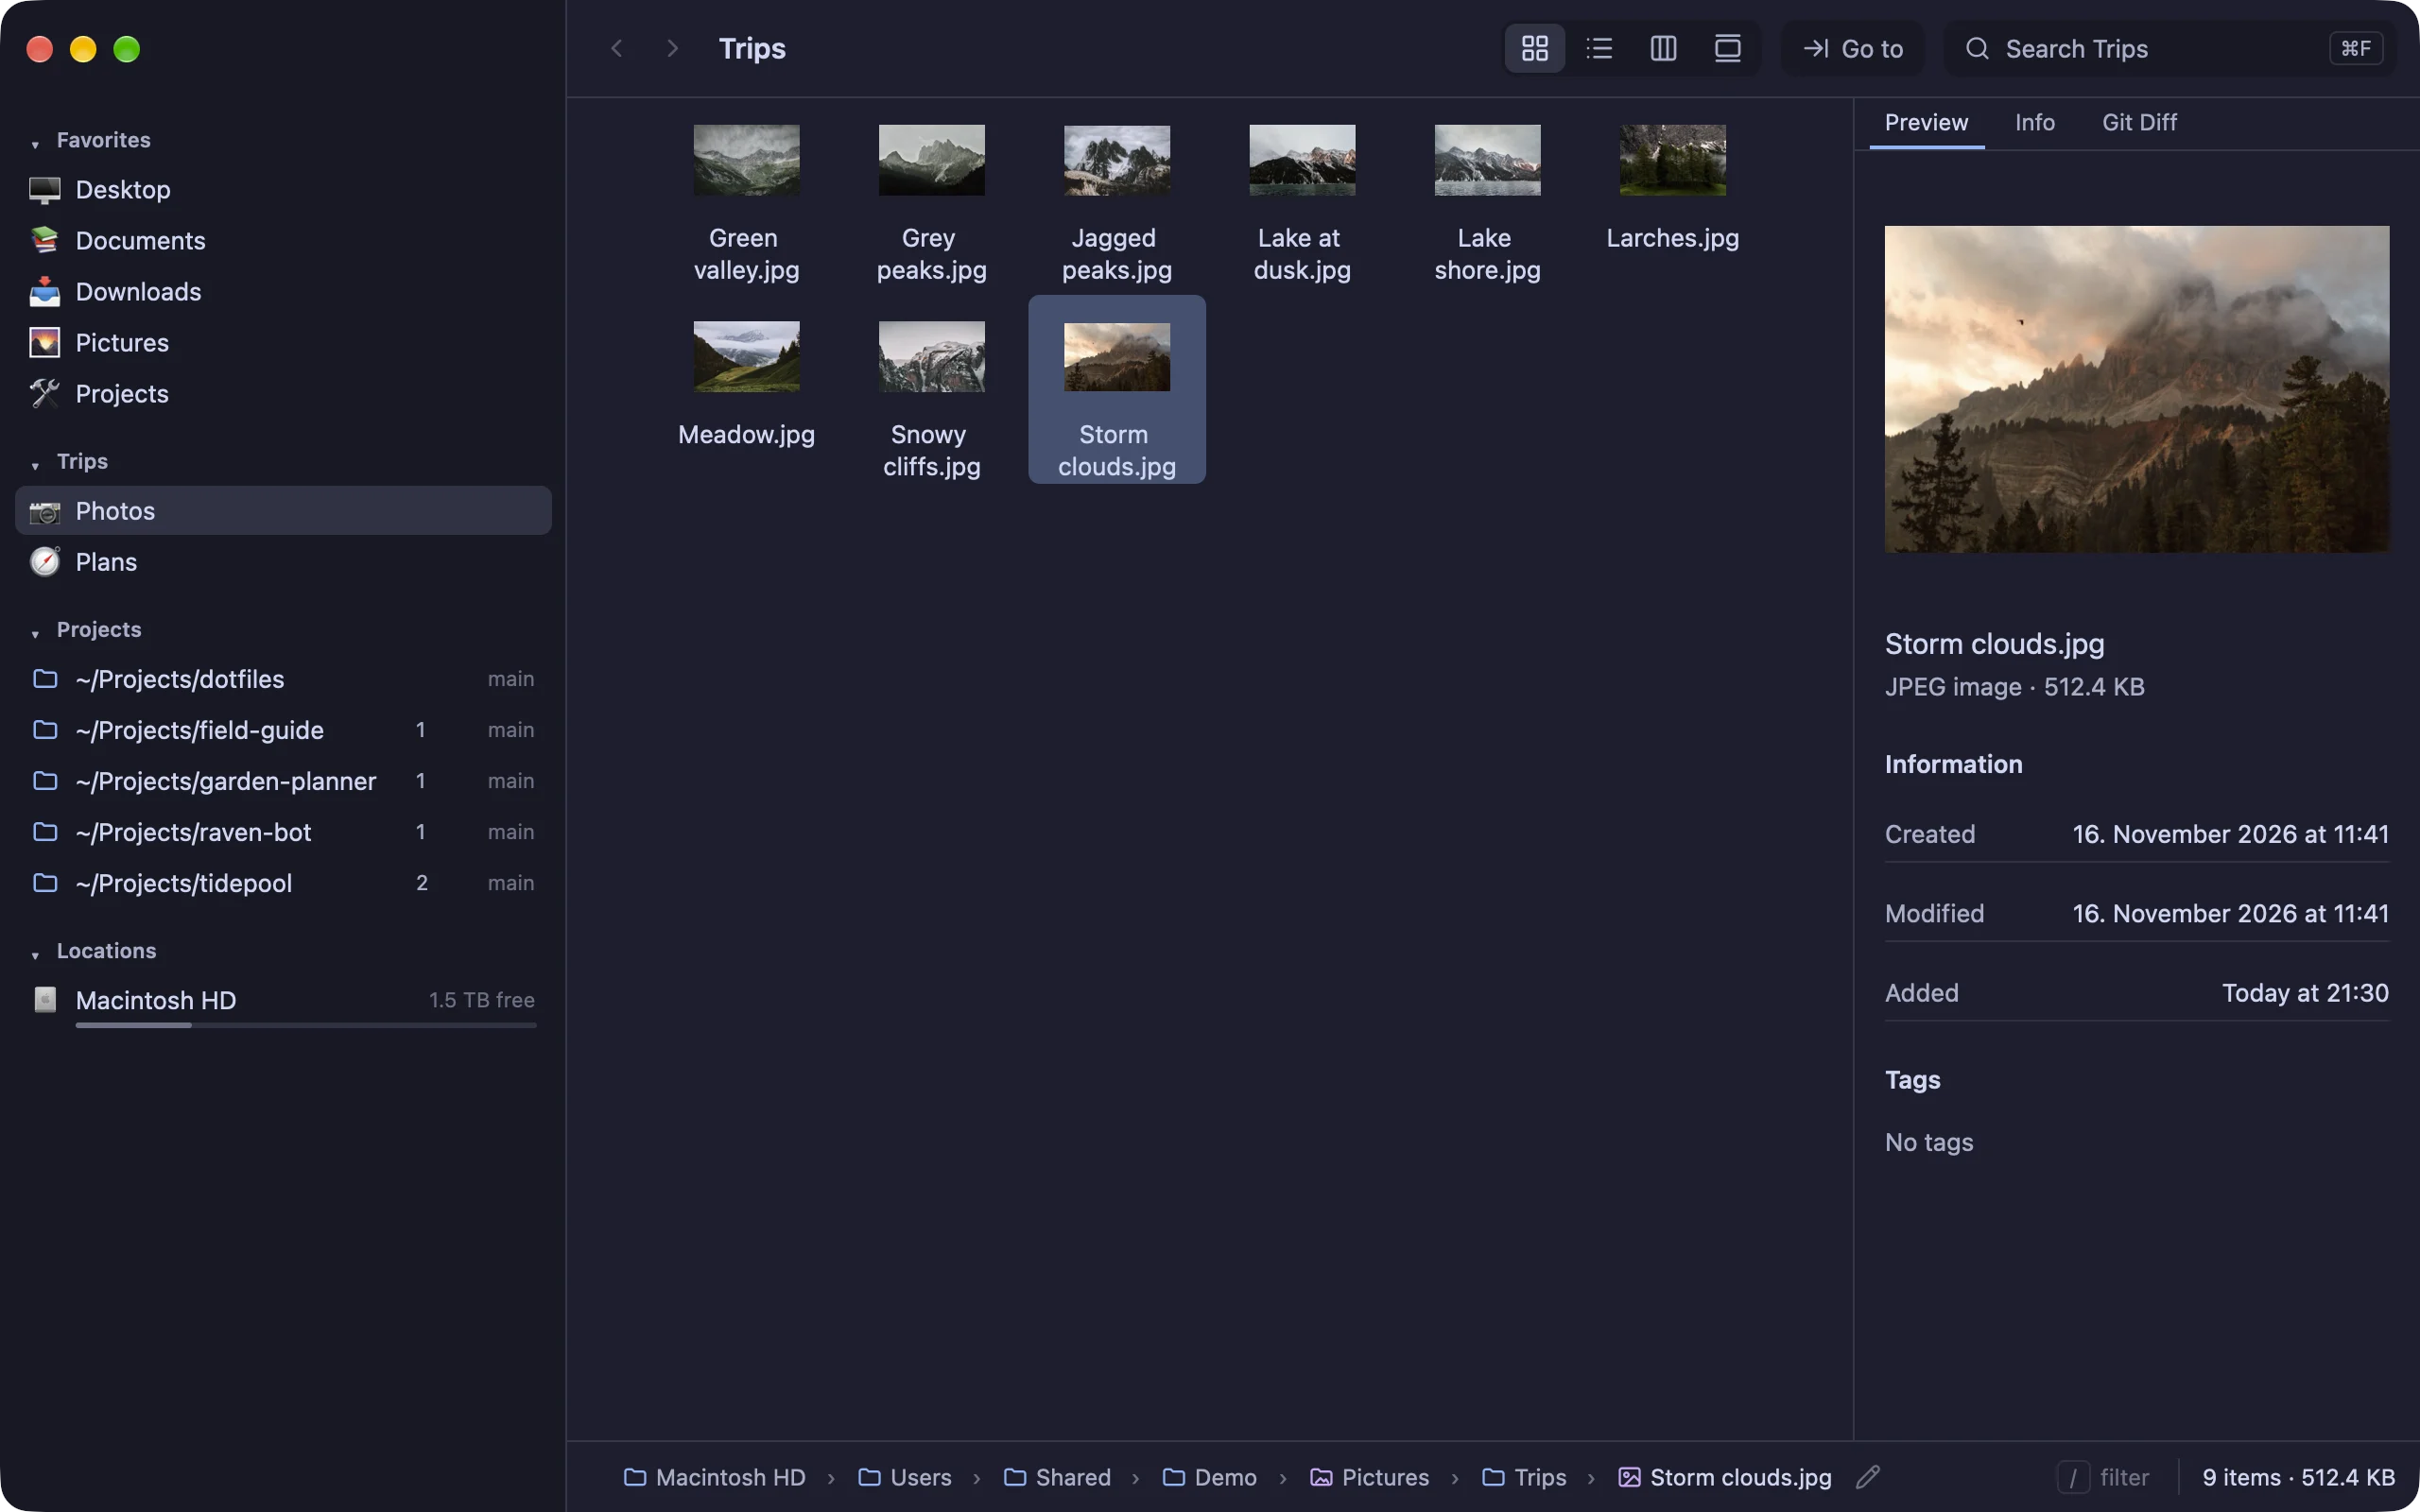 Favorites
Desktop
Documents
Downloads
Pictures
Projects
Trips
Photos
Plans
Projects
~/Projects/dotfiles main
~/Projects/field-guide 1 main
~/Projects/garden-planner 1 main
~/Projects/raven-bot 1 main
~/Projects/tidepool 2 main
Locations
Macintosh HD 1.5 TB free
Trips
Go to
Search Trips ⌘F
Green
valley.jpg
Grey
peaks.jpg
Jagged
peaks.jpg
Lake at
dusk.jpg
Lake
shore.jpg
Larches.jpg
Meadow.jpg
Snowy
cliffs.jpg
Storm
clouds.jpg
Preview Info Git Diff
Storm clouds.jpg
JPEG image · 512.4 KB
Information
Created 16. November 2026 at 11:41
Modified 16. November 2026 at 11:41
Added Today at 21:30
Tags
No tags
Macintosh HD › Users › Shared › Demo › Pictures › Trips › Storm clouds.jpg
/ filter
9 items · 512.4 KB